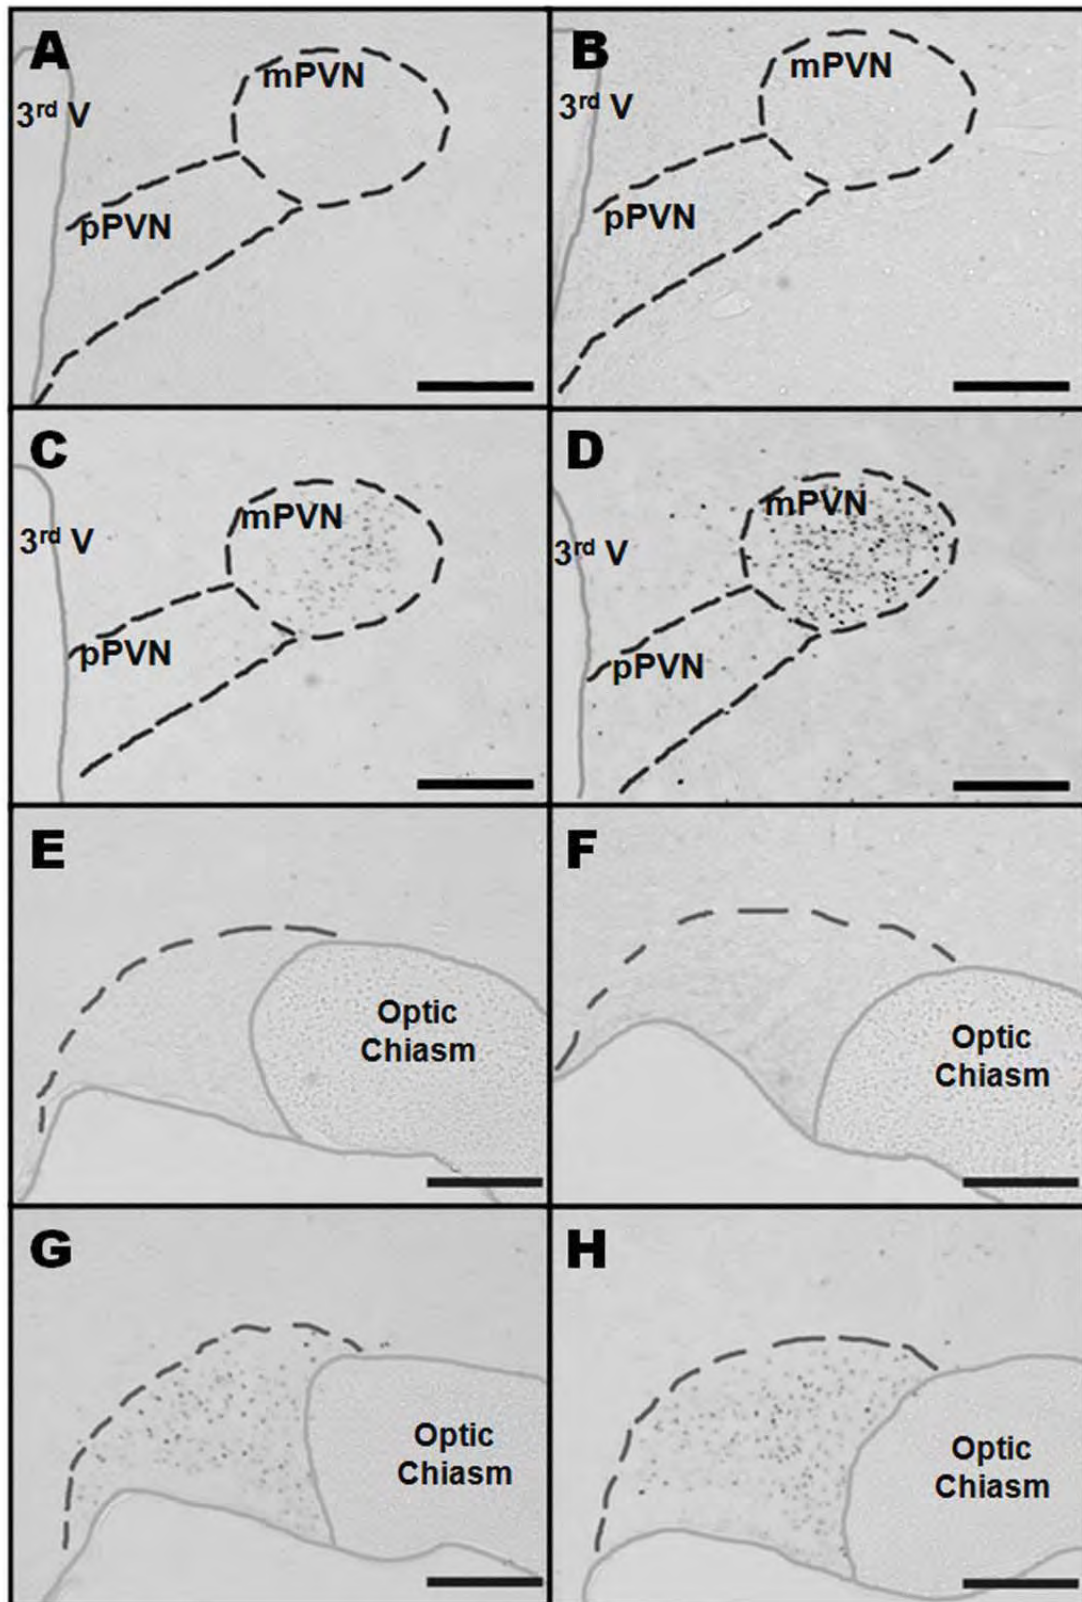 A
mPVN
3rd V
pPVN
B
mPVN
3rd V
pPVN
C
mPVN
3rd V
pPVN
D
mPVN
3rd V
pPVN
E
Optic
Chiasm
F
Optic
Chiasm
G
Optic
Chiasm
H
Optic
Chiasm